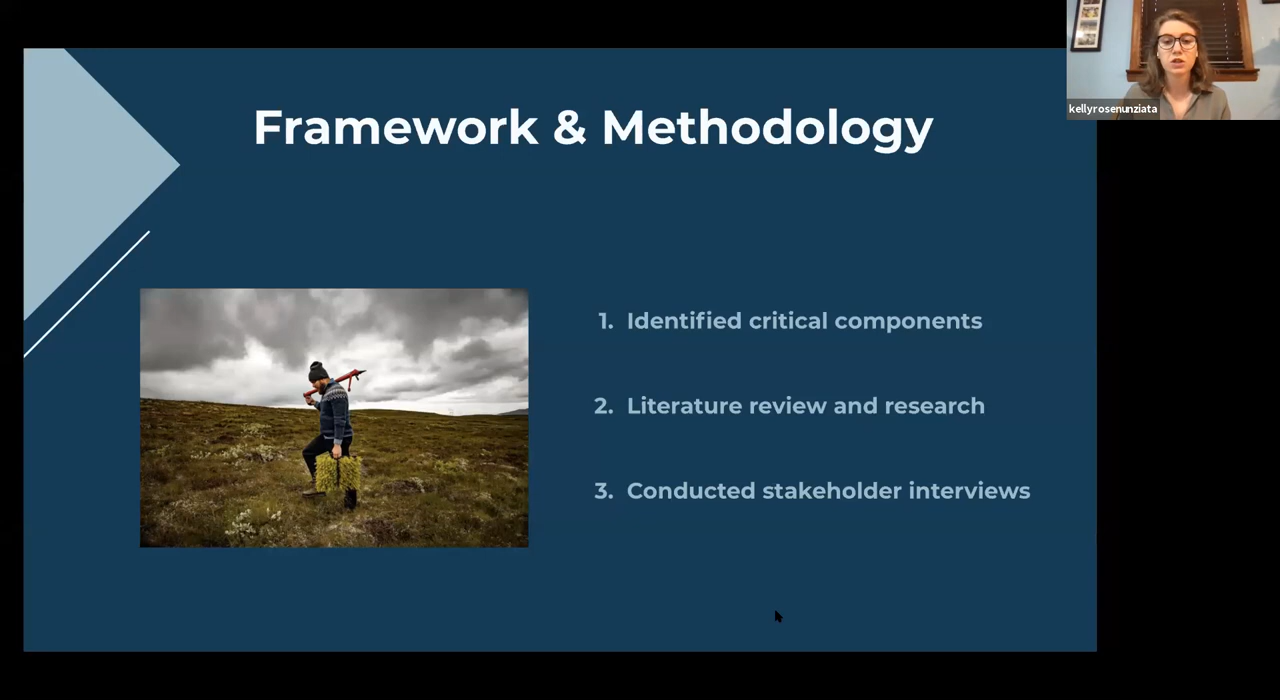 Framework & Methodology
kellyrosenunziata
1. Identified critical components
2. Literature review and research
3. Conducted stakeholder interviews